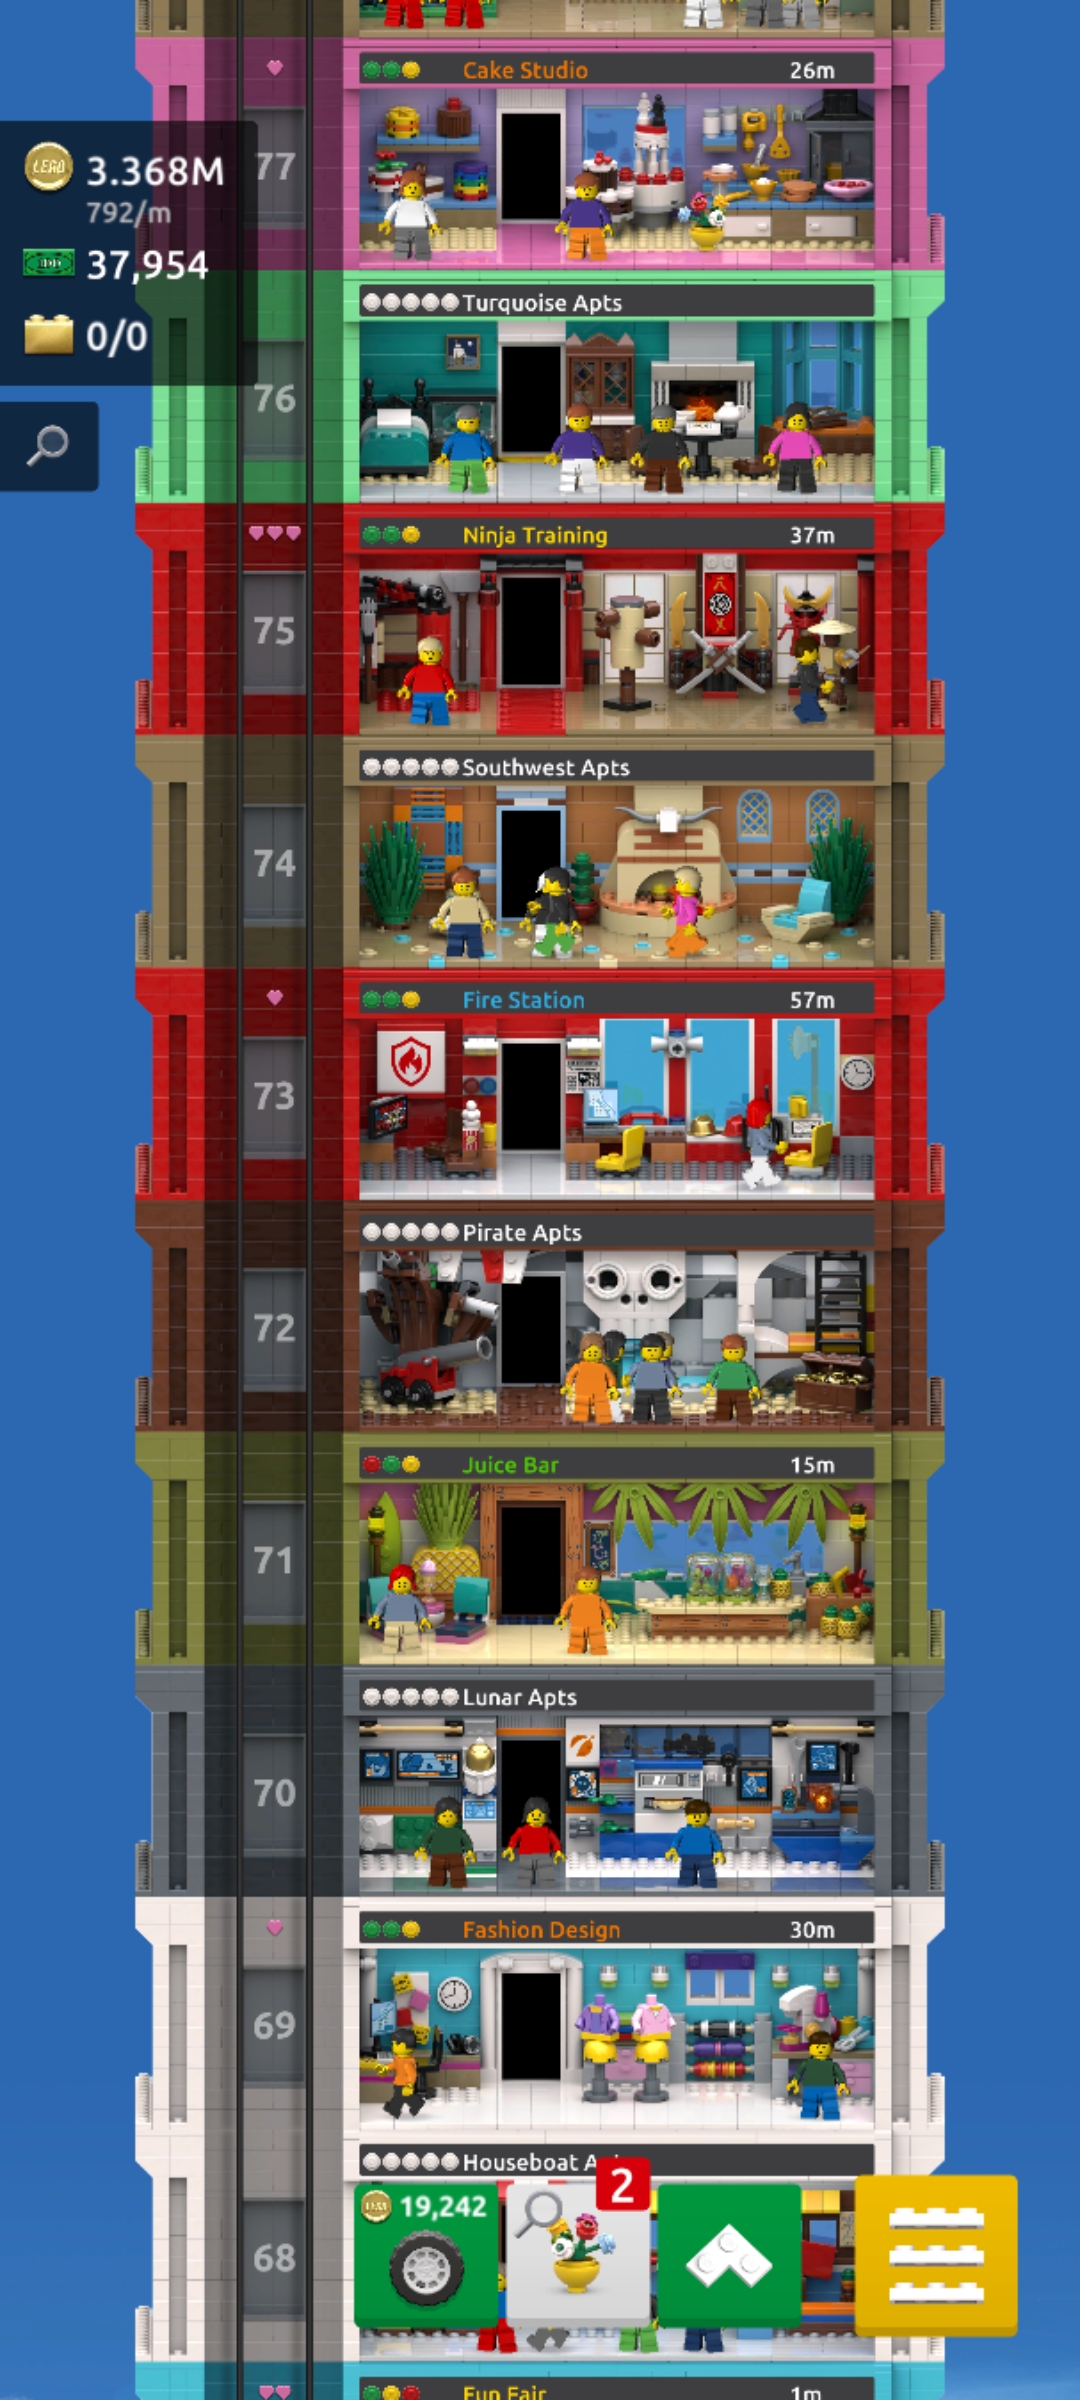 Cake Studio 26m
77
LEGO 3.368M
792/m
37,954
0/0
Turquoise Apts
76
Ninja Training 37m
75
Southwest Apts
74
Fire Station 57m
73
Pirate Apts
72
Juice Bar 15m
71
Lunar Apts
70
Fashion Design 30m
69
Houseboat
2
19,242
68
Fun Fair 1m